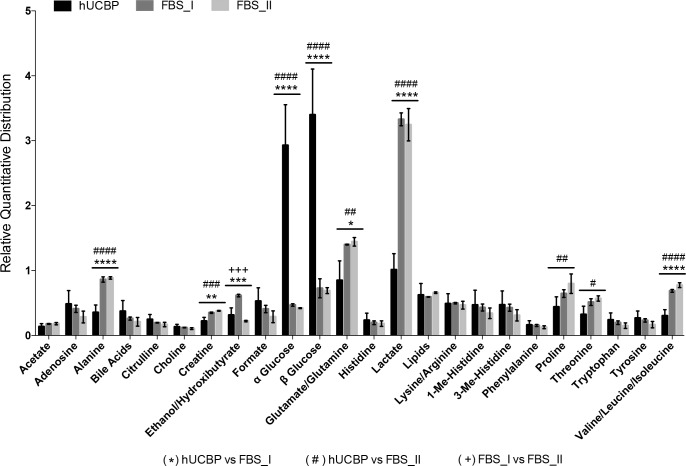 hUCBP FBS_I FBS_II
Relative Quantitative Distribution
5
4
3
2
1
0
####
****
###
**
+++
***
####
****
####
****
##
*
####
****
##
#
####
****
Acetate
Adenosine
Alanine
Bile Acids
Citrulline
Choline
Creatine
Ethanol/Hydroxibutyrate
Formate
α Glucose
β Glucose
Glutamate/Glutamine
Histidine
Lactate
Lipids
Lysine/Arginine
1-Me-Histidine
3-Me-Histidine
Phenylalanine
Proline
Threonine
Tryptophan
Tyrosine
Valine/Leucine/Isoleucine
(*) hUCBP vs FBS_I (#) hUCBP vs FBS_II (+) FBS_I vs FBS_II